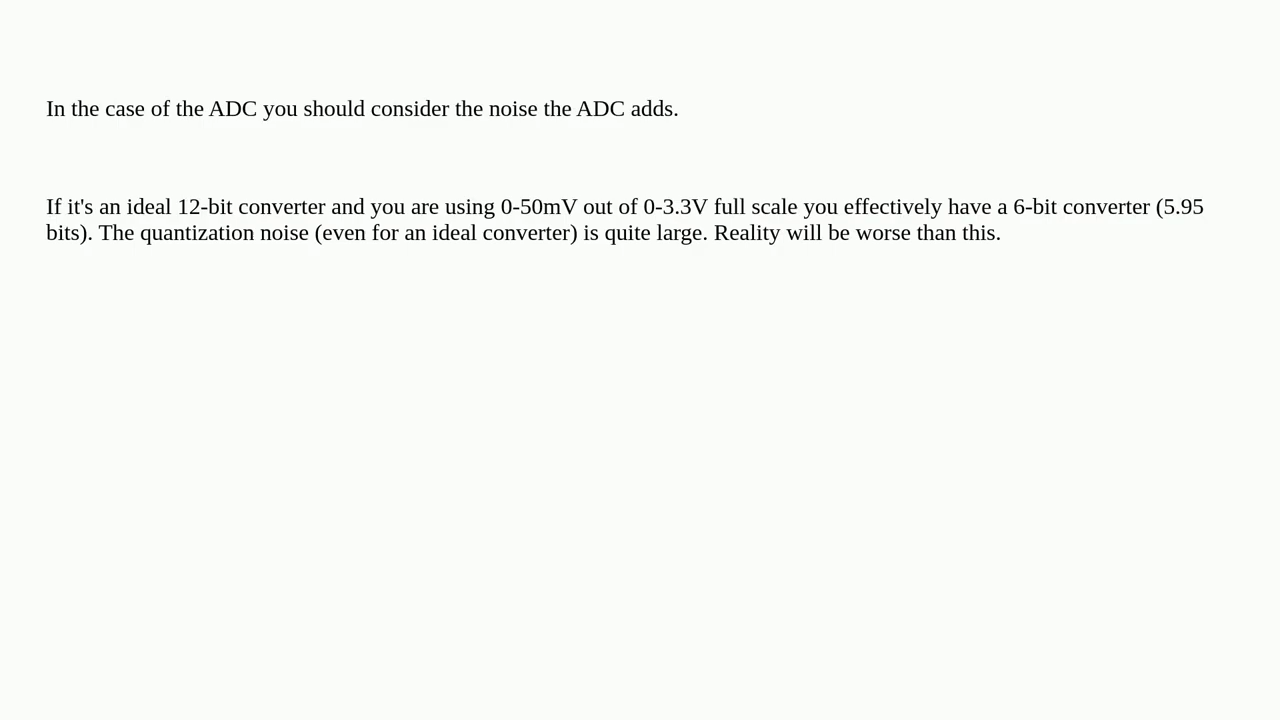 In the case of the ADC you should consider the noise the ADC adds.
If it's an ideal 12-bit converter and you are using 0-50mV out of 0-3.3V full scale you effectively have a 6-bit converter (5.95
bits). The quantization noise (even for an ideal converter) is quite large. Reality will be worse than this.